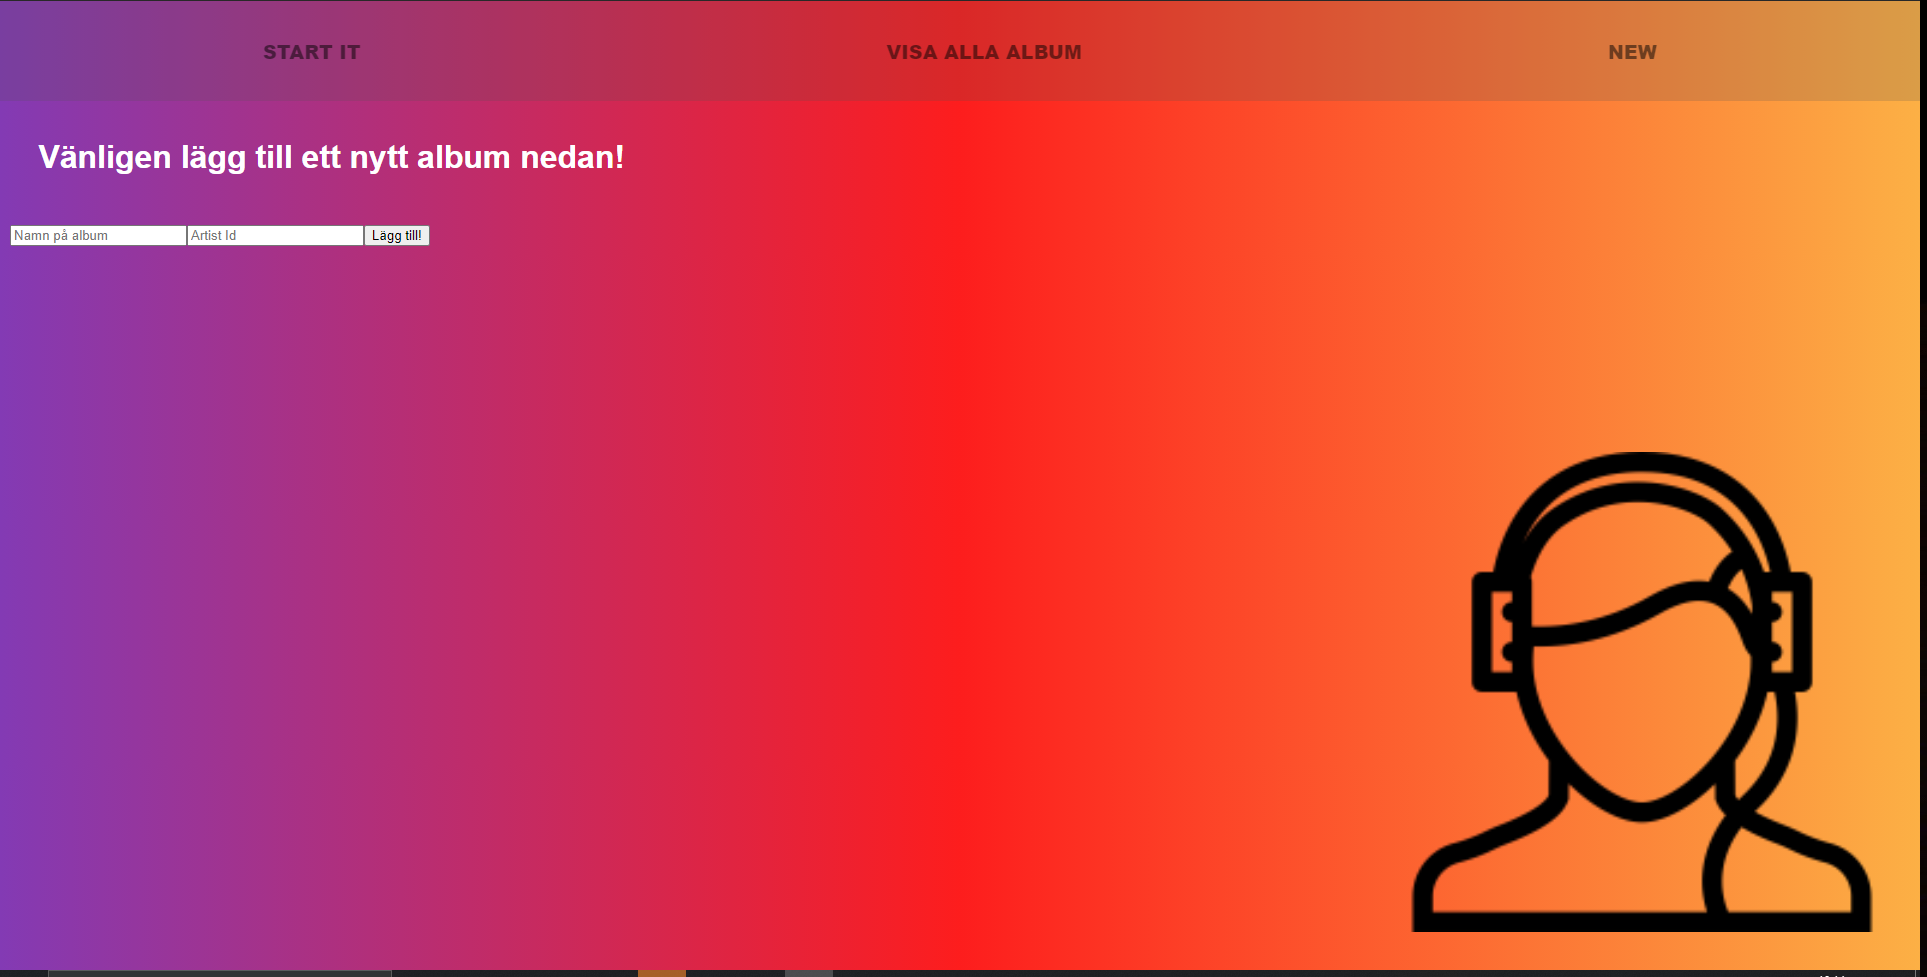 START IT VISA ALLA ALBUM NEW
Vänligen lägg till ett nytt album nedan!
Namn på album Artist Id Lägg till!